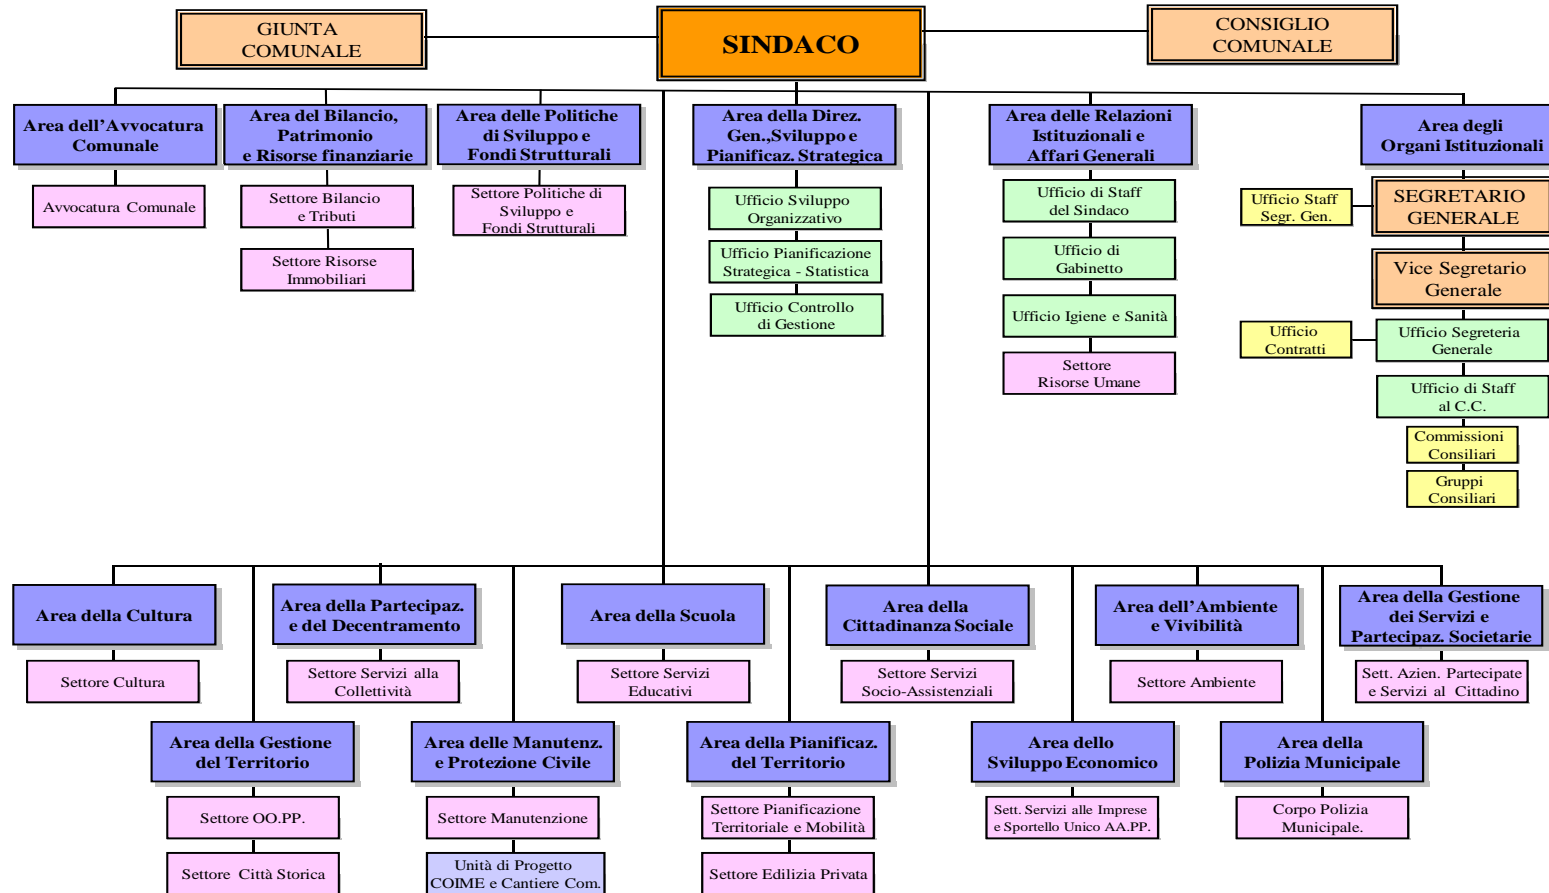 GIUNTA
COMUNALE
SINDACO
CONSIGLIO
COMUNALE
Area dell'Avvocatura
Comunale
Avvocatura Comunale
Area del Bilancio,
Patrimonio
e Risorse finanziarie
Settore Bilancio
e Tributi
Settore Risorse
Immobiliari
Area delle Politiche
di Sviluppo e
Fondi Strutturali
Settore Politiche di
Sviluppo e
Fondi Strutturali
Area della Direz.
Gen.,Sviluppo e
Pianificaz. Strategica
Ufficio Sviluppo
Organizzativo
Ufficio Pianificazione
Strategica - Statistica
Ufficio Controllo
di Gestione
Area delle Relazioni
Istituzionali e
Affari Generali
Ufficio di Staff
del Sindaco
Ufficio di
Gabinetto
Ufficio Igiene e Sanità
Settore
Risorse Umane
Area degli
Organi Istituzionali
Ufficio Staff
Segr. Gen.
SEGRETARIO
GENERALE
Vice Segretario
Generale
Ufficio
Contratti
Ufficio Segreteria
Generale
Ufficio di Staff
al C.C.
Commissioni
Consiliari
Gruppi
Consiliari
Area della Cultura
Settore Cultura
Area della Partecipaz.
e del Decentramento
Settore Servizi alla
Collettività
Area della Scuola
Settore Servizi
Educativi
Area della
Cittadinanza Sociale
Settore Servizi
Socio-Assistenziali
Area dell'Ambiente
e Vivibilità
Settore Ambiente
Area della Gestione
dei Servizi e
Partecipaz. Societarie
Sett. Azien. Partecipate
e Servizi al Cittadino
Area della Gestione
del Territorio
Settore OO.PP.
Settore Città Storica
Area delle Manutenz.
e Protezione Civile
Settore Manutenzione
Unità di Progetto
COIME e Cantiere Com.
Area della Pianificaz.
del Territorio
Settore Pianificazione
Territoriale e Mobilità
Settore Edilizia Privata
Area dello
Sviluppo Economico
Sett. Servizi alle Imprese
e Sportello Unico AA.PP.
Area della
Polizia Municipale
Corpo Polizia
Municipale.